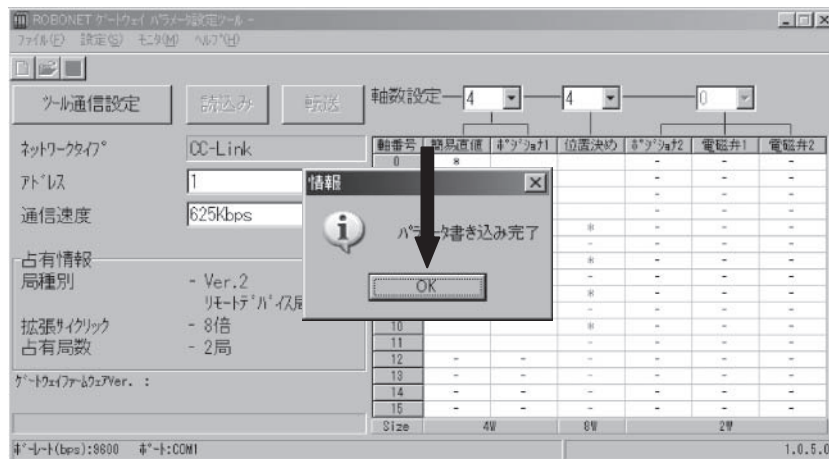 ROBONET ゲートウェイ パラメータ設定ツール -
ファイル(F) 設定(S) モニタ(M) ヘルプ(H)
ツール通信設定 読込み 転送
軸数設定 4 4 0
ネットワークタイプ CC-Link
アドレス 1
通信速度 625Kbps
占有情報
局種別 - Ver.2
リモートデバイス局
拡張サイクリック - 8倍
占有局数 - 2局
ゲートウェイファームウェアVer. :
軸番号 簡易直値 ポジショナ1 位置決め ポジショナ2 電磁弁1 電磁弁2
0 * - - -
情報
パラメータ書き込み完了
OK
10 * - - -
11 - - - -
12 - - - - - -
13 - - - - - -
14 - - - - - -
15 - - - - - -
Size 4W 8W 2W
ボーレート(bps):9600 ポート:COM1 1.0.5.0